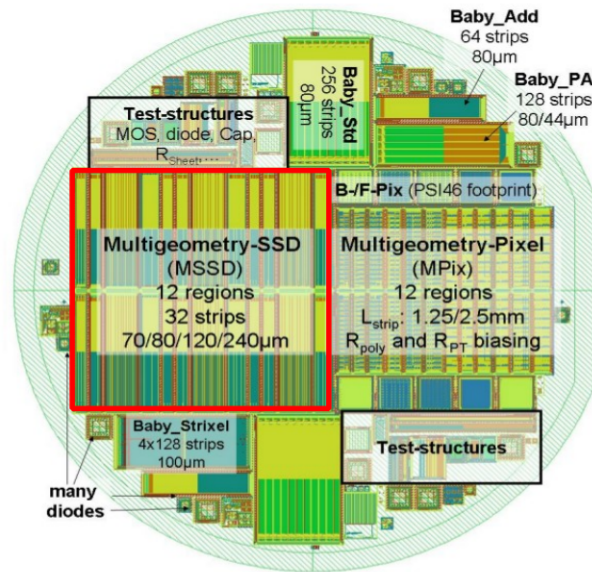 Baby_Add
64 strips
80µm
Baby_PA
128 strips
80/44µm
Baby_Std
256 strips
80µm
Test-structures
MOS, diode, Cap,
R_Sheet, ...
B-/F-Pix (PSI46 footprint)
Multigeometry-SSD
(MSSD)
12 regions
32 strips
70/80/120/240µm
Multigeometry-Pixel
(MPix)
12 regions
L_strip: 1.25/2.5mm
R_poly and R_PT biasing
Baby_Strixel
4x128 strips
100µm
Test-structures
many
diodes